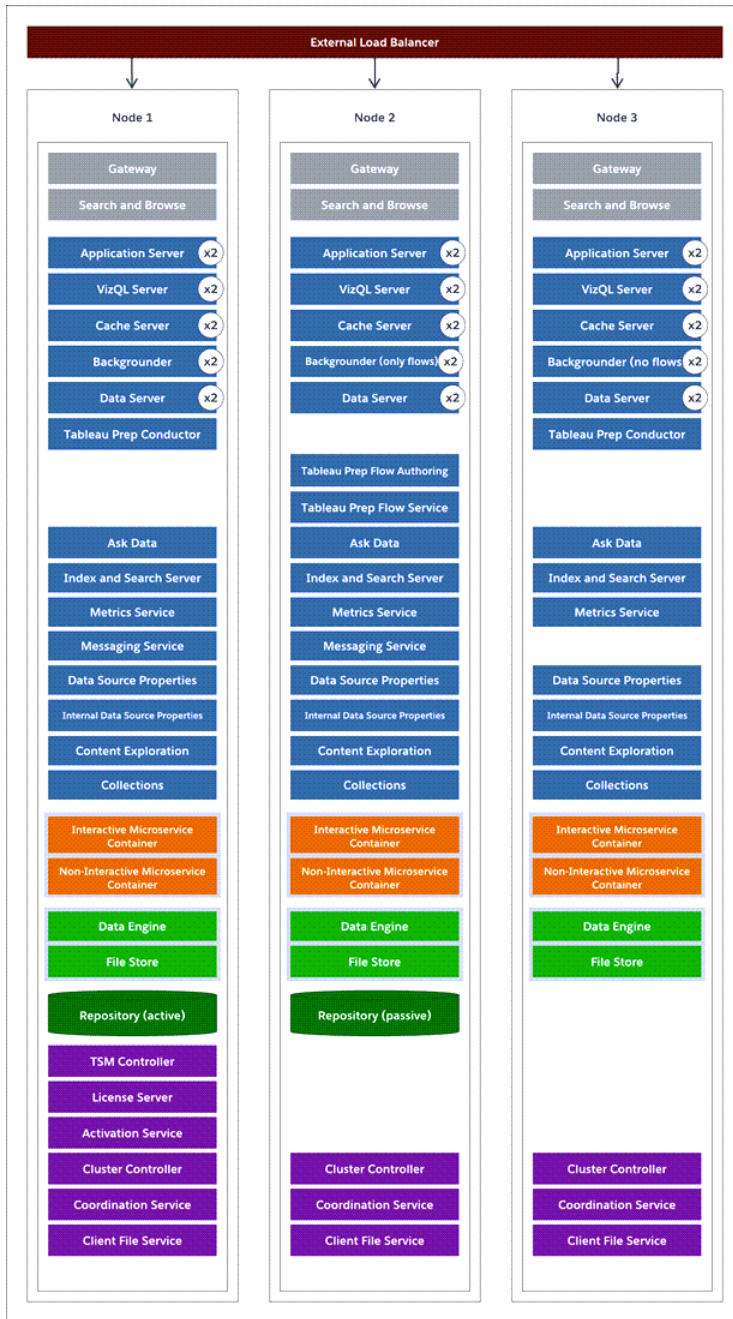 External Load Balancer
Node 1
Gateway
Search and Browse
Application Server x2
VizQL Server x2
Cache Server x2
Backgrounder x2
Data Server x2
Tableau Prep Conductor
Ask Data
Index and Search Server
Metrics Service
Messaging Service
Data Source Properties
Internal Data Source Properties
Content Exploration
Collections
Interactive Microservice
Container
Non-Interactive Microservice
Container
Data Engine
File Store
Repository (active)
TSM Controller
License Server
Activation Service
Cluster Controller
Coordination Service
Client File Service
Node 2
Gateway
Search and Browse
Application Server x2
VizQL Server x2
Cache Server x2
Backgrounder (only flows) x2
Data Server x2
Tableau Prep Flow Authoring
Tableau Prep Flow Service
Ask Data
Index and Search Server
Metrics Service
Messaging Service
Data Source Properties
Internal Data Source Properties
Content Exploration
Collections
Interactive Microservice
Container
Non-Interactive Microservice
Container
Data Engine
File Store
Repository (passive)
Cluster Controller
Coordination Service
Client File Service
Node 3
Gateway
Search and Browse
Application Server x2
VizQL Server x2
Cache Server x2
Backgrounder (no flows x2
Data Server x2
Tableau Prep Conductor
Ask Data
Index and Search Server
Metrics Service
Data Source Properties
Internal Data Source Properties
Content Exploration
Collections
Interactive Microservice
Container
Non-Interactive Microservice
Container
Data Engine
File Store
Cluster Controller
Coordination Service
Client File Service